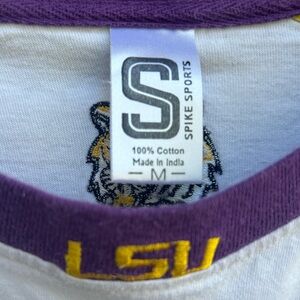 S
SPIKE SPORTS
100% Cotton
Made in India
M
LSU